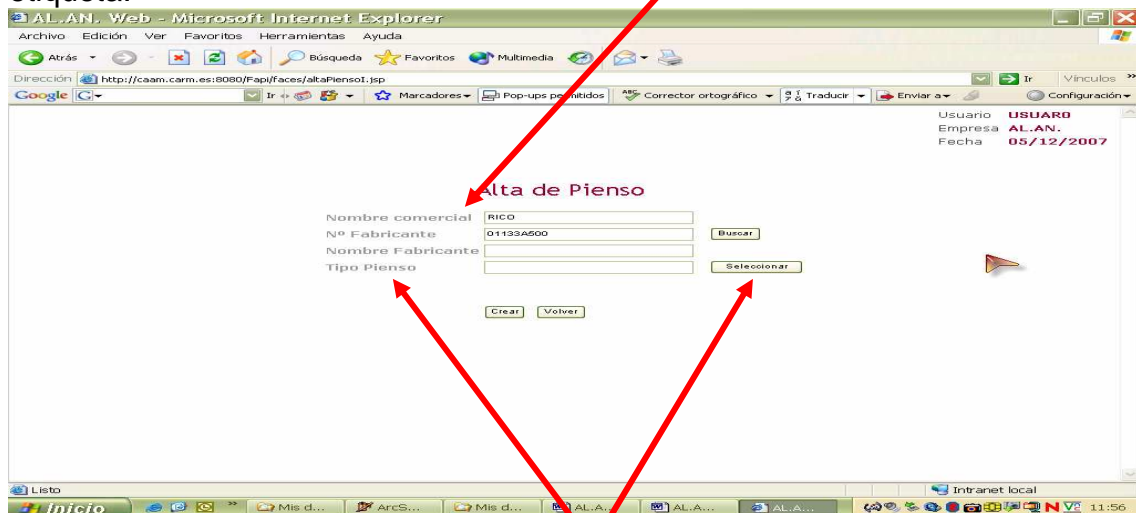 AL.AN. Web - Microsoft Internet Explorer
Archivo Edición Ver Favoritos Herramientas Ayuda
Atrás Búsqueda Favoritos Multimedia
Dirección http://caam.carm.es:8080/Fapi/faces/altaPiensoI.jsp Ir Vínculos »
Google G Ir Marcadores Pop-ups permitidos ABC Corrector ortográfico Traducir Enviar a Configuración
Usuario USUARO
Empresa AL.AN.
Fecha 05/12/2007
Alta de Pienso
Nombre comercial RICO
Nº Fabricante 01133A500 Buscar
Nombre Fabricante
Tipo Pienso Seleccionar
Crear Volver
Listo Intranet local
Inicio » Mis d... ArcS... Mis d... AL.A... AL.A... AL.A... 11:56